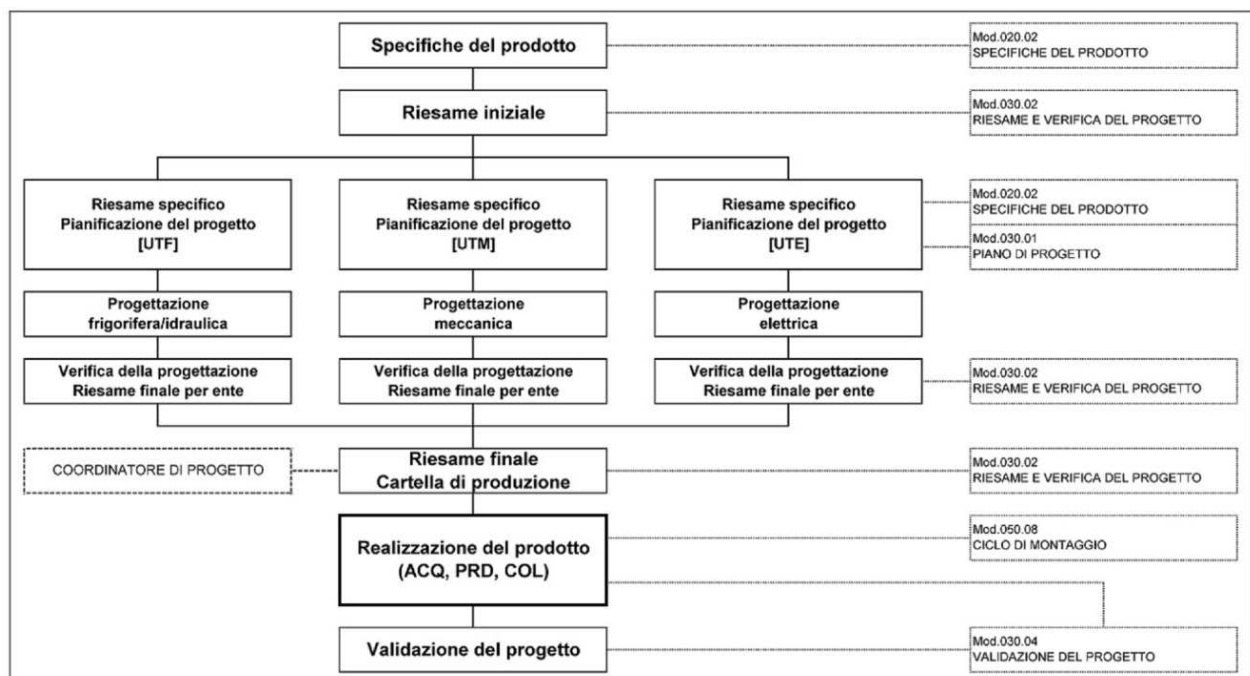 Specifiche del prodotto
Mod.020.02
SPECIFICHE DEL PRODOTTO
Riesame iniziale
Mod.030.02
RIESAME E VERIFICA DEL PROGETTO
Riesame specifico
Pianificazione del progetto
[UTF]
Riesame specifico
Pianificazione del progetto
[UTM]
Riesame specifico
Pianificazione del progetto
[UTE]
Mod.020.02
SPECIFICHE DEL PRODOTTO
Mod.030.01
PIANO DI PROGETTO
Progettazione
frigorifera/idraulica
Progettazione
meccanica
Progettazione
elettrica
Verifica della progettazione
Riesame finale per ente
Verifica della progettazione
Riesame finale per ente
Verifica della progettazione
Riesame finale per ente
Mod.030.02
RIESAME E VERIFICA DEL PROGETTO
COORDINATORE DI PROGETTO
Riesame finale
Cartella di produzione
Mod.030.02
RIESAME E VERIFICA DEL PROGETTO
Realizzazione del prodotto
(ACQ, PRD, COL)
Mod.050.08
CICLO DI MONTAGGIO
Validazione del progetto
Mod.030.04
VALIDAZIONE DEL PROGETTO